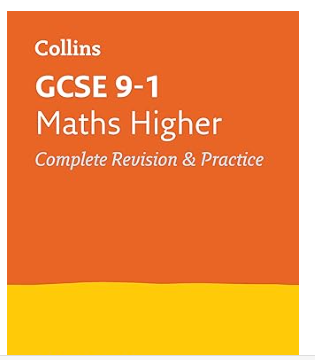 Collins
GCSE 9-1
Maths Higher
Complete Revision & Practice